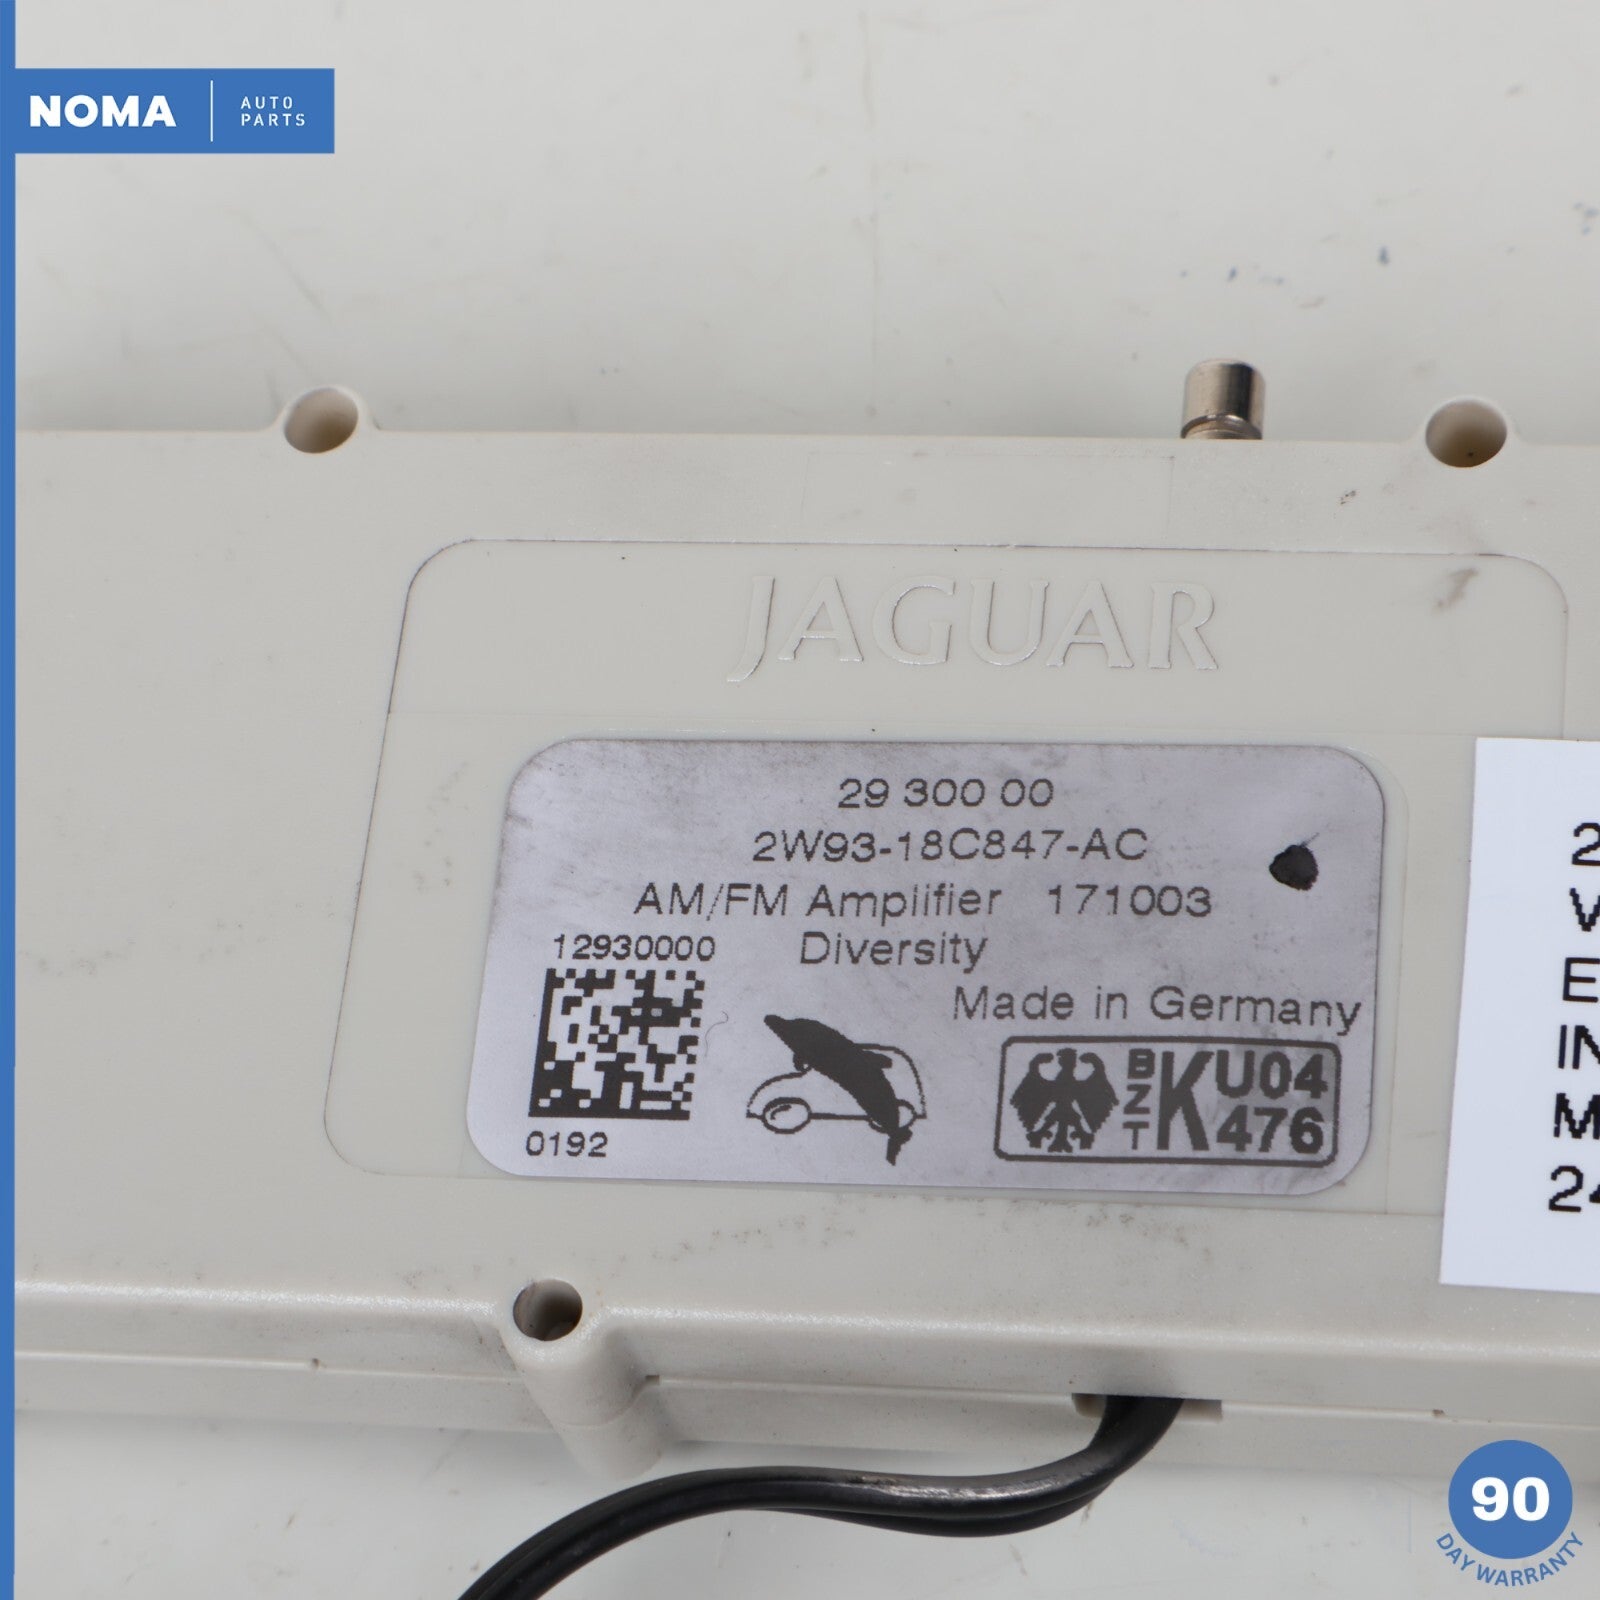 NOMA
AUTO
PARTS
JAGUAR
29 300 00
2W93-18C847-AC
AM/FM Amplifier 171003
12930000
Diversity
Made in Germany
0192
BZT
K
U04
476
90
DAY WARRANTY